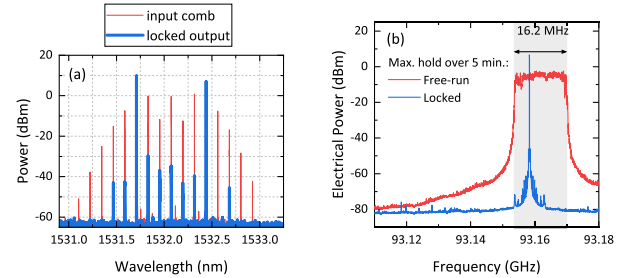 input comb
locked output
(a)
20
0
-20
-40
-60
Power (dBm)
1531.0
1531.5
1532.0
1532.5
1533.0
Wavelength (nm)
(b)
16.2 MHz
Max. hold over 5 min.:
Free-run
Locked
20
0
-20
-40
-60
-80
Electrical Power (dBm)
93.12
93.14
93.16
93.18
Frequency (GHz)